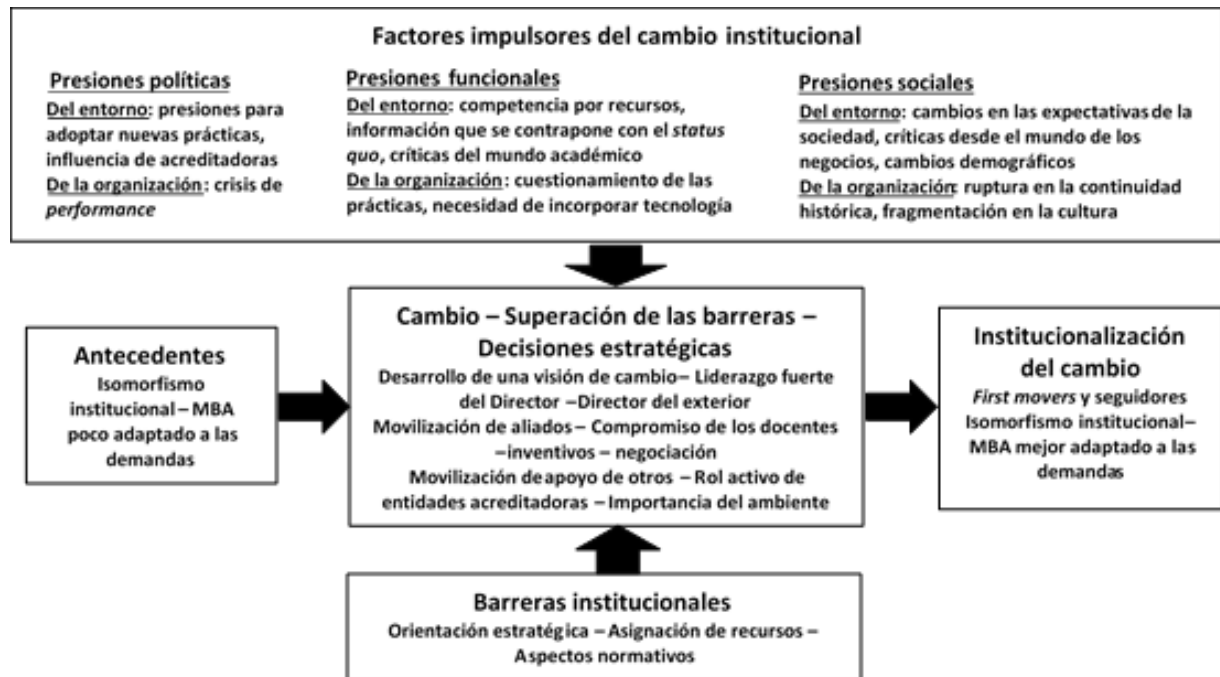 Factores impulsores del cambio institucional
Presiones políticas
Del entorno: presiones para
adoptar nuevas prácticas,
influencia de acreditadoras
De la organización: crisis de
performance
Presiones funcionales
Del entorno: competencia por recursos,
información que se contrapone con el status
quo, críticas del mundo académico
De la organización: cuestionamiento de las
prácticas, necesidad de incorporar tecnología
Presiones sociales
Del entorno: cambios en las expectativas de la
sociedad, críticas desde el mundo de los
negocios, cambios demográficos
De la organización: ruptura en la continuidad
histórica, fragmentación en la cultura
Antecedentes
Isomorfismo
institucional – MBA
poco adaptado a las
demandas
Cambio – Superación de las barreras –
Decisiones estratégicas
Desarrollo de una visión de cambio– Liderazgo fuerte
del Director –Director del exterior
Movilización de aliados– Compromiso de los docentes
–inventivos – negociación
Movilización de apoyo de otros – Rol activo de
entidades acreditadoras – Importancia del ambiente
Institucionalización
del cambio
First movers y seguidores
Isomorfismo institucional–
MBA mejor adaptado a las
demandas
Barreras institucionales
Orientación estratégica – Asignación de recursos –
Aspectos normativos